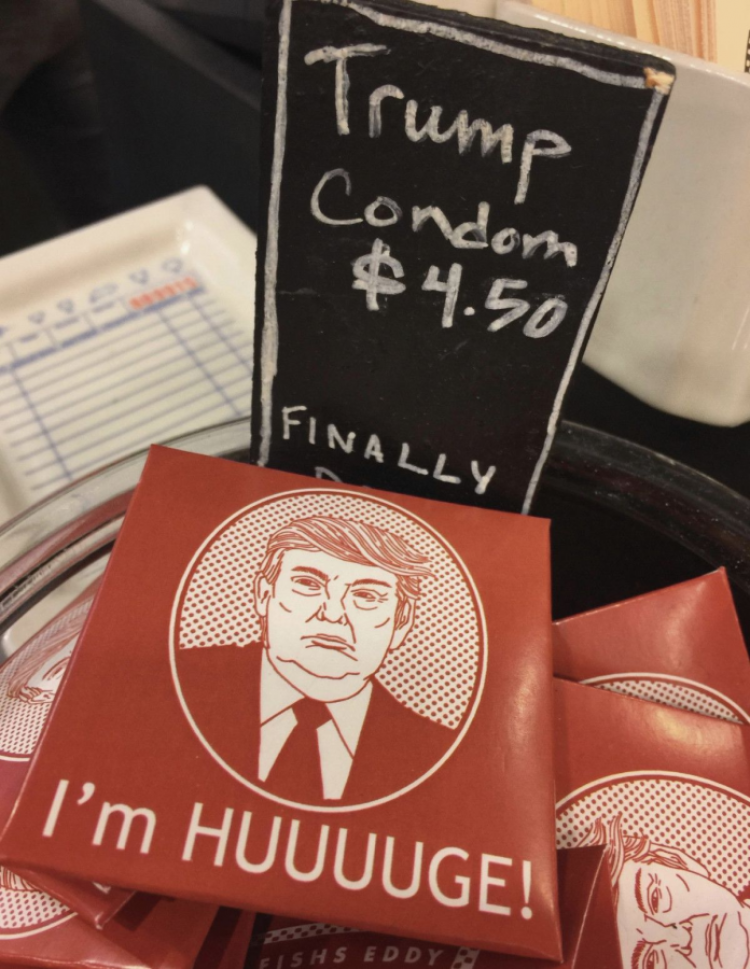 Trump
Condom
$4.50
FINALLY
I'm HUUUUGE!
FISHS EDDY